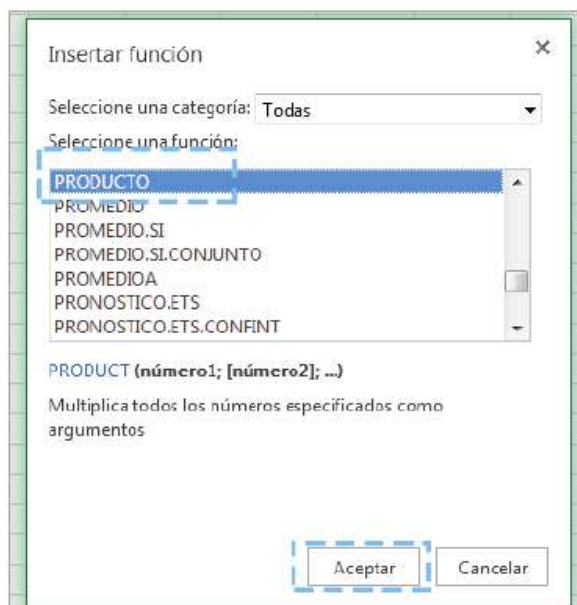 Insertar función
Seleccione una categoría: Todas
Seleccione una función:
PRODUCTO
PROMEDIO
PROMEDIO.SI
PROMEDIO.SI.CONJUNTO
PROMEDIOA
PRONOSTICO.ETS
PRONOSTICO.ETS.CONFINT
PRODUCT (número1; [número2]; ...)
Multiplica todos los números especificados como
argumentos
Aceptar Cancelar